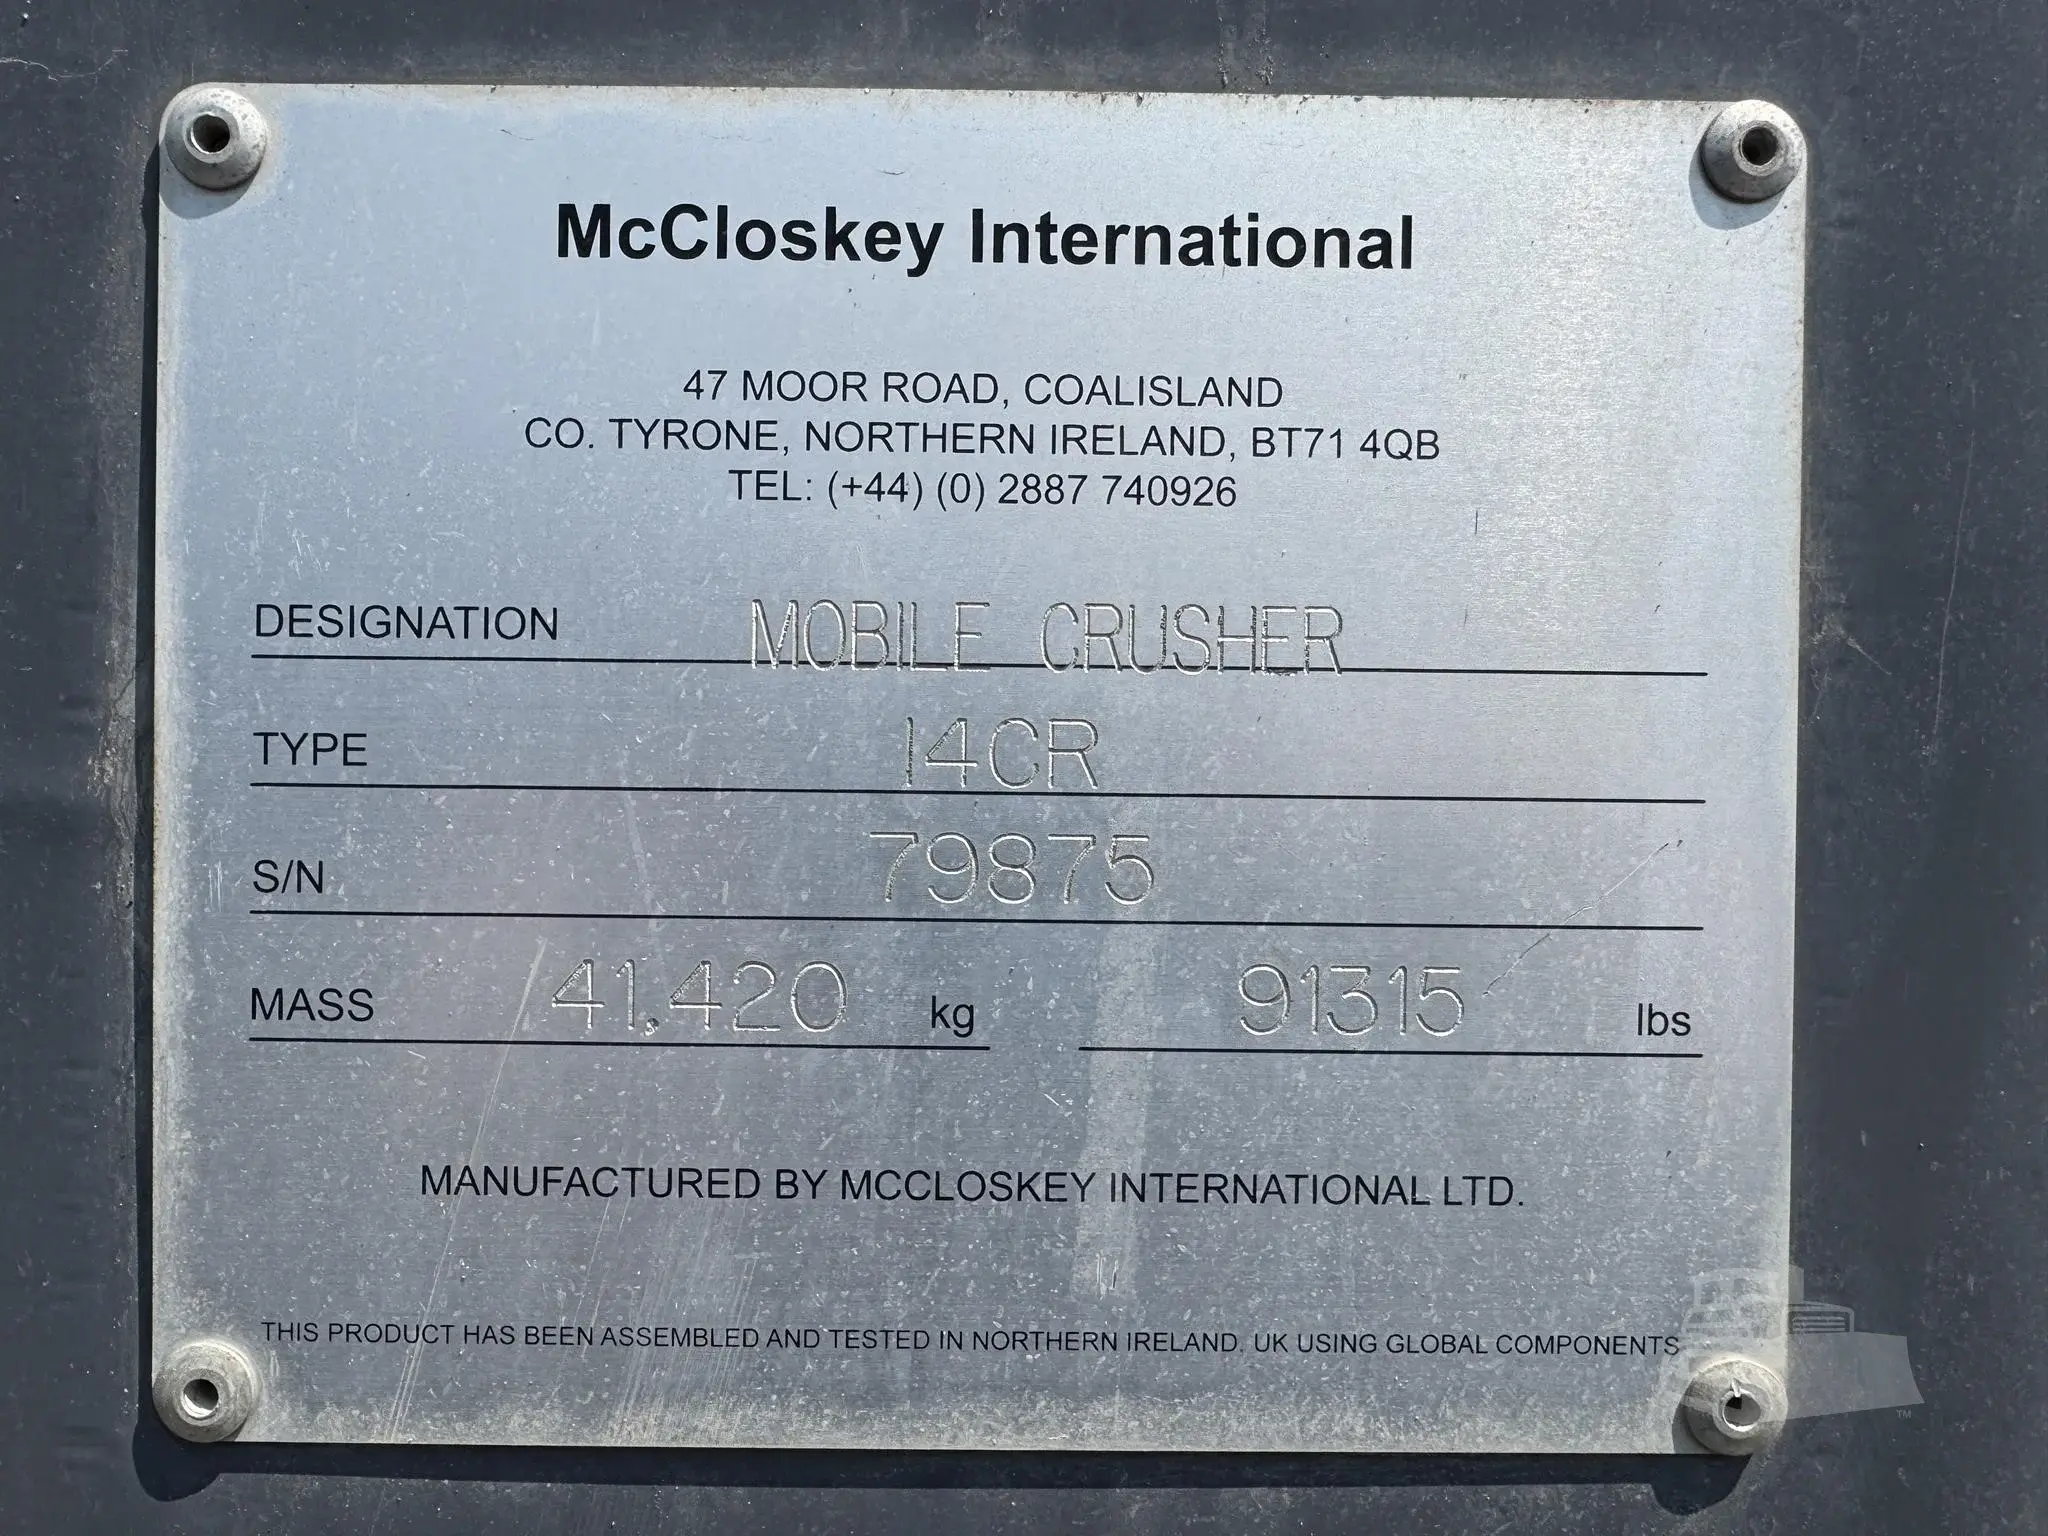 McCloskey International
47 MOOR ROAD, COALISLAND
CO. TYRONE, NORTHERN IRELAND, BT71 4QB
TEL: (+44) (0) 2887 740926
DESIGNATION MOBILE CRUSHER
TYPE 14CR
S/N 79875
MASS 41,420 kg 91315 lbs
MANUFACTURED BY MCCLOSKEY INTERNATIONAL LTD.
THIS PRODUCT HAS BEEN ASSEMBLED AND TESTED IN NORTHERN IRELAND. UK USING GLOBAL COMPONENTS
TM